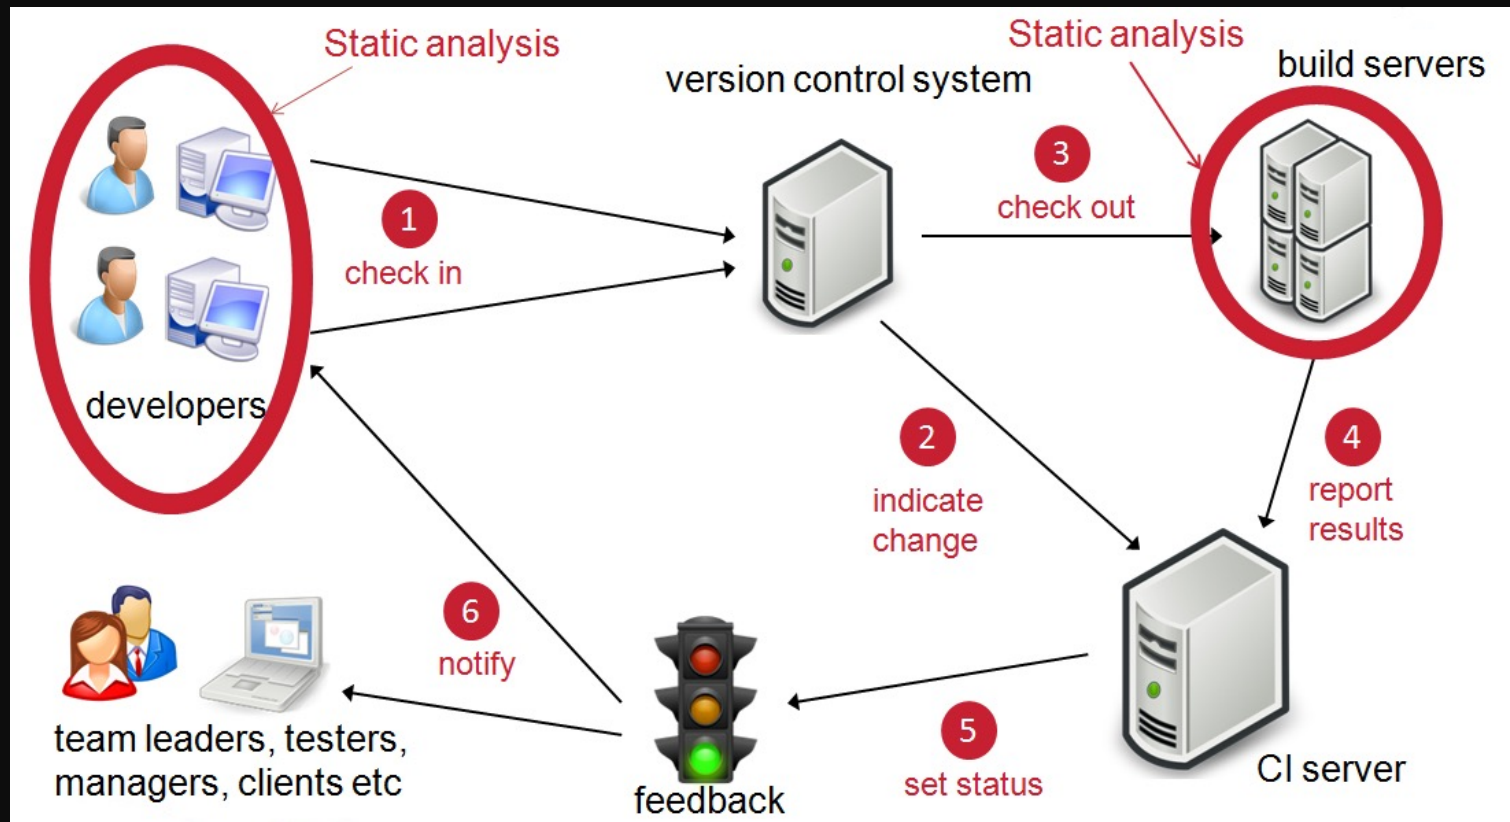 Static analysis
Static analysis
version control system
build servers
1
check in
3
check out
developers
2
indicate
change
4
report
results
6
notify
team leaders, testers,
managers, clients etc
feedback
5
set status
CI server